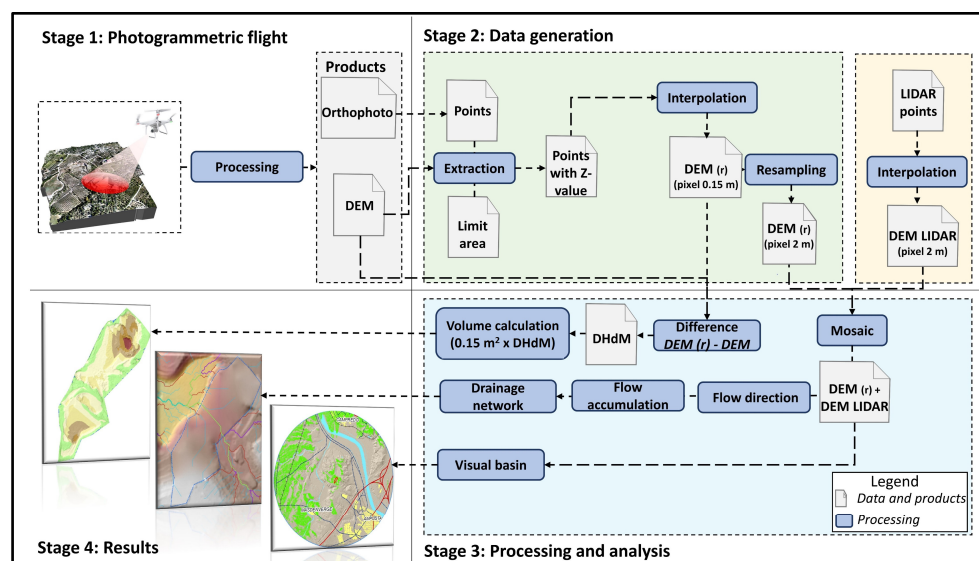 Stage 1: Photogrammetric flight
Processing
Products
Orthophoto
DEM
Stage 2: Data generation
Points
Extraction
Limit
area
Points
with Z-
value
Interpolation
DEM (r)
(pixel 0.15 m)
Resampling
DEM (r)
(pixel 2 m)
LIDAR
points
Interpolation
DEM LIDAR
(pixel 2 m)
Volume calculation
(0.15 m² x DHdM)
DHdM
Difference
DEM (r) - DEM
Mosaic
Drainage
network
Flow
accumulation
Flow direction
DEM (r) +
DEM LIDAR
Visual basin
Legend
Data and products
Processing
Stage 4: Results
Stage 3: Processing and analysis